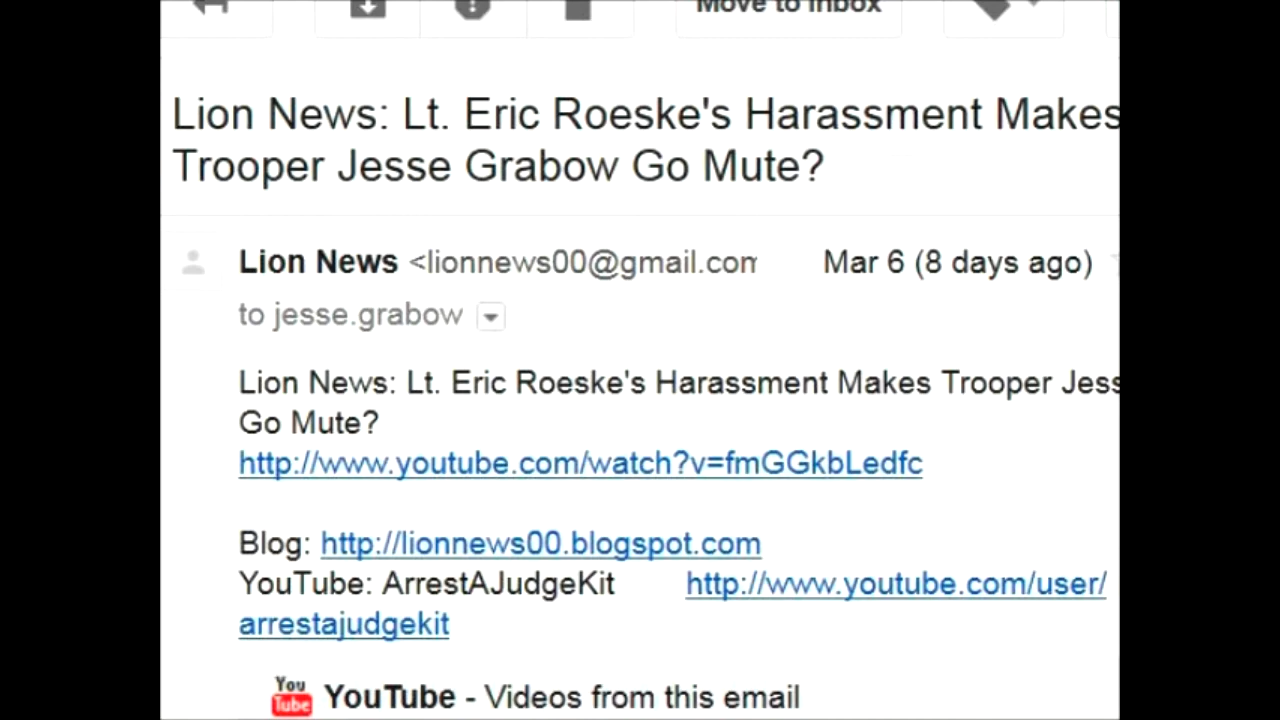 Move to Inbox
Lion News: Lt. Eric Roeske's Harassment Makes
Trooper Jesse Grabow Go Mute?
Lion News <lionnews00@gmail.com Mar 6 (8 days ago)
to jesse.grabow
Lion News: Lt. Eric Roeske's Harassment Makes Trooper Jess
Go Mute?
http://www.youtube.com/watch?v=fmGGkbLedfc
Blog: http://lionnews00.blogspot.com
YouTube: ArrestAJudgeKit http://www.youtube.com/user/
arrestajudgekit
You Tube YouTube - Videos from this email